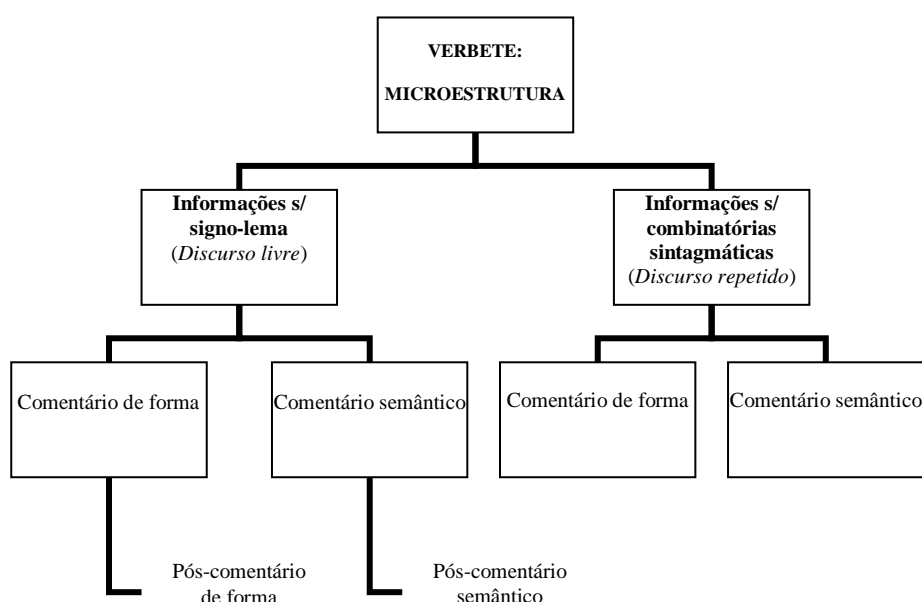 VERBETE:
MICROESTRUTURA
Informações s/
signo-lema
(Discurso livre)
Informações s/
combinatórias
sintagmáticas
(Discurso repetido)
Comentário de forma
Comentário semântico
Comentário de forma
Comentário semântico
Pós-comentário
de forma
Pós-comentário
semântico